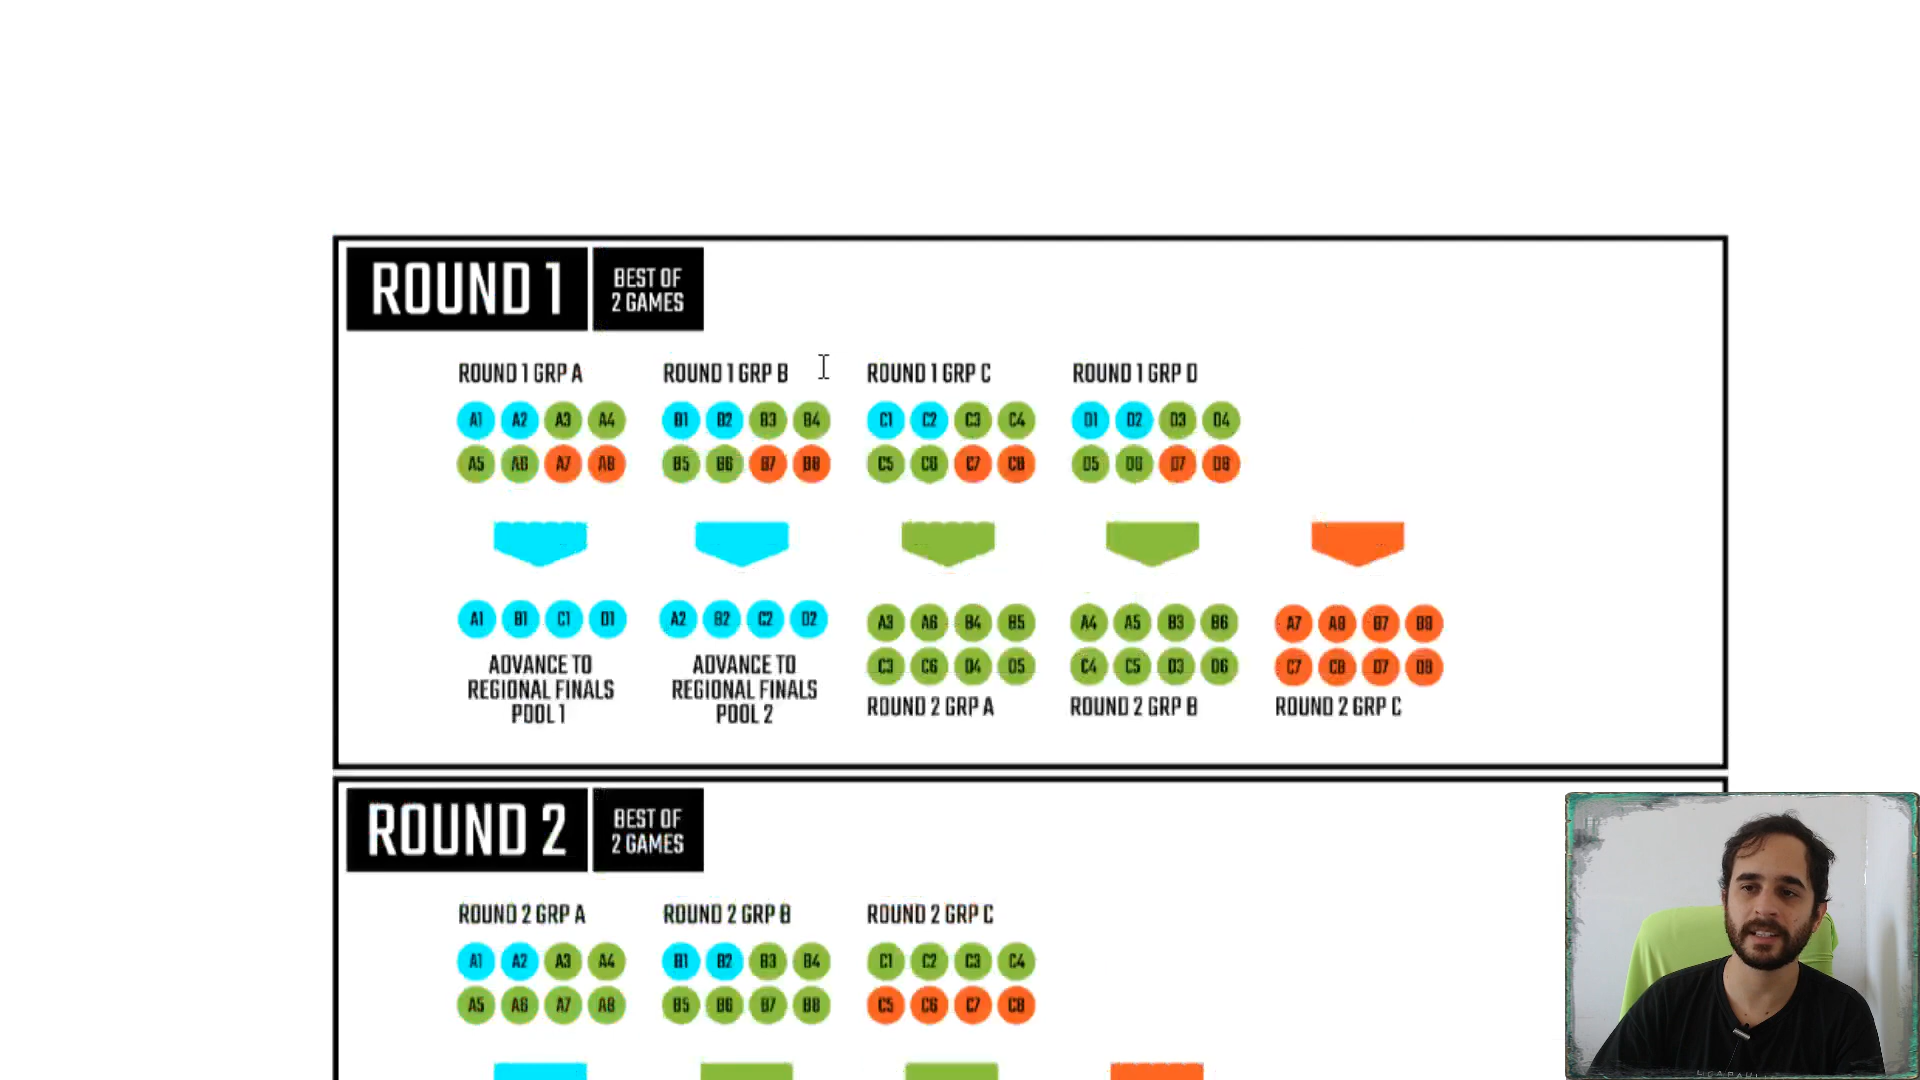 ROUND 1
BEST OF
2 GAMES
ROUND 1 GRP A
ROUND 1 GRP B
ROUND 1 GRP C
ROUND 1 GRP D
A1 A2 A3 A4
B1 B2 B3 B4
C1 C2 C3 C4
D1 D2 D3 D4
A5 A6 A7 A8
B5 B6 B7 B8
C5 C6 C7 C8
D5 D6 D7 D8
A1 B1 C1 D1
ADVANCE TO
REGIONAL FINALS
POOL 1
A2 B2 C2 D2
ADVANCE TO
REGIONAL FINALS
POOL 2
A3 A6 B4 B5
C3 C6 D4 D5
ROUND 2 GRP A
A4 A5 B3 B6
C4 C5 D3 D6
ROUND 2 GRP B
A7 A8 B7 B8
C7 C8 D7 D8
ROUND 2 GRP C
ROUND 2
BEST OF
2 GAMES
ROUND 2 GRP A
ROUND 2 GRP B
ROUND 2 GRP C
A1 A2 A3 A4
B1 B2 B3 B4
C1 C2 C3 C4
A5 A6 A7 A8
B5 B6 B7 B8
C5 C6 C7 C8